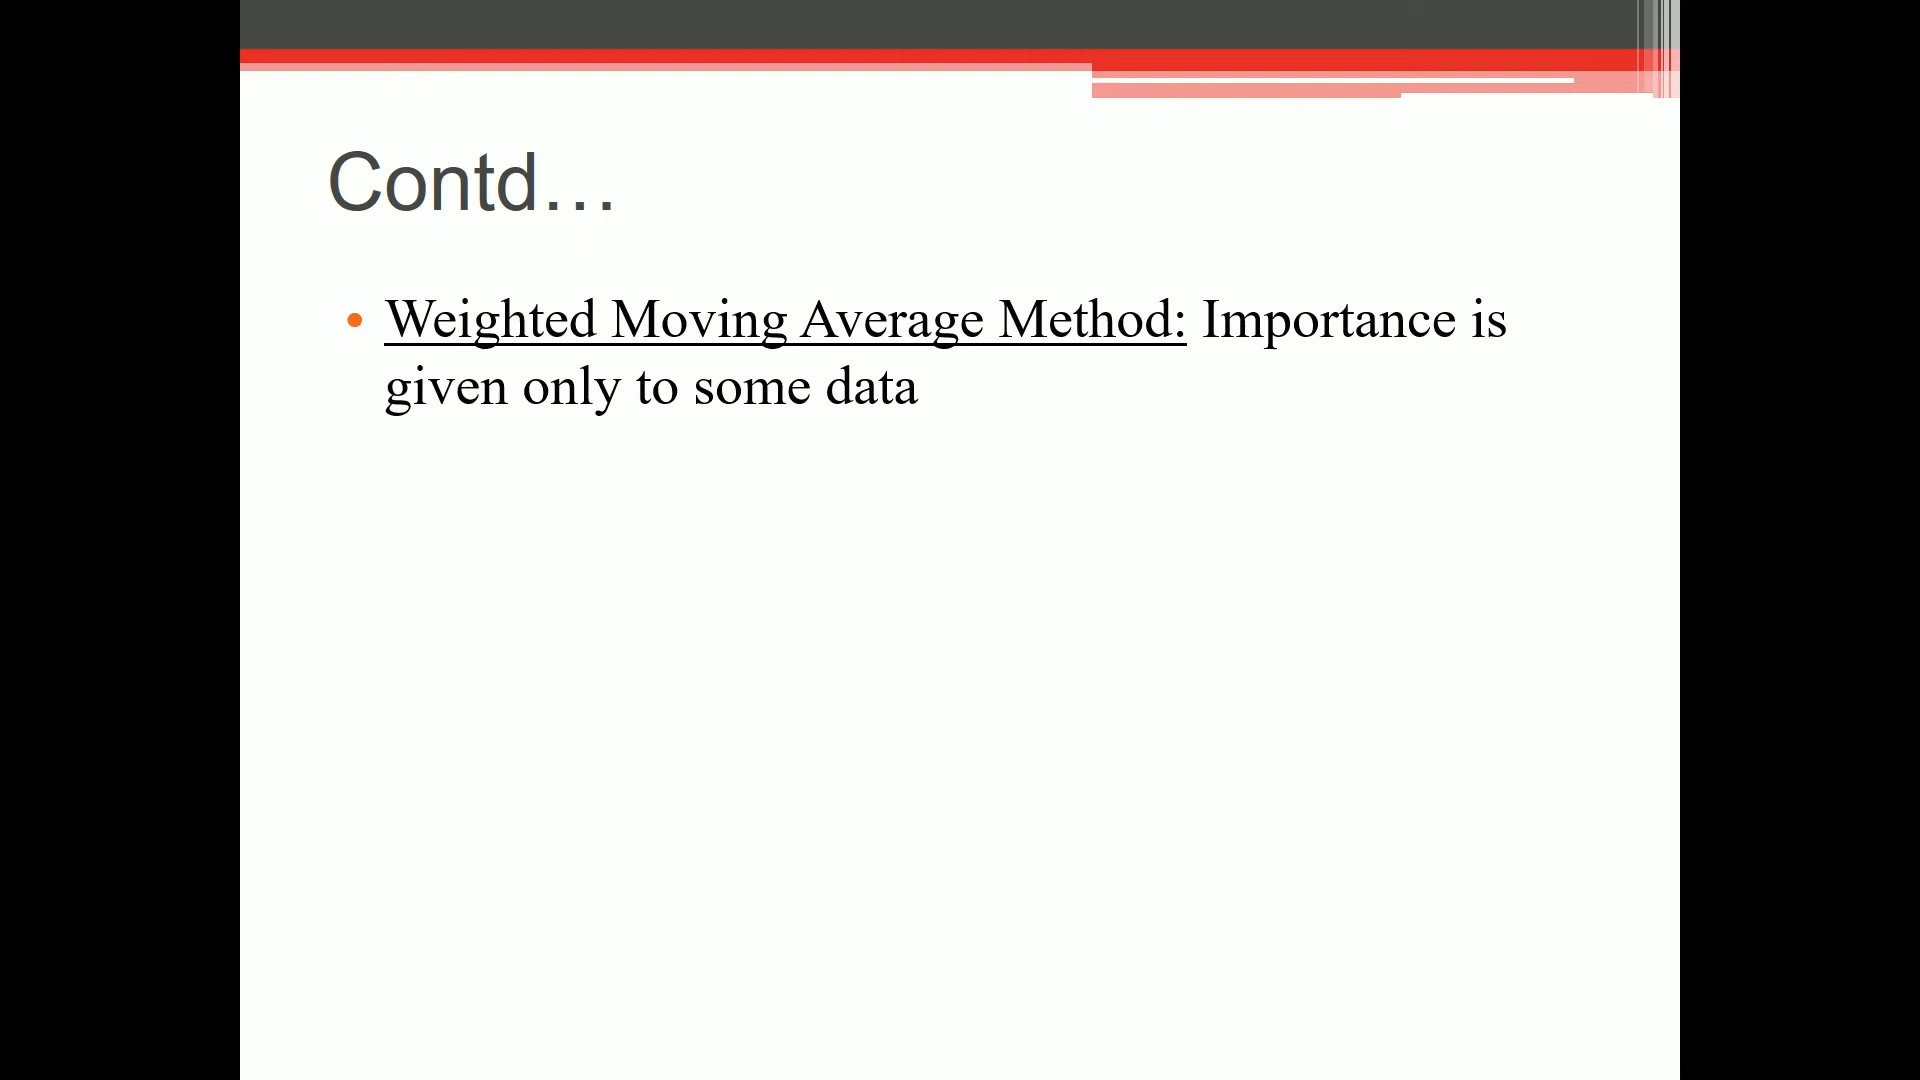 Contd…
• Weighted Moving Average Method: Importance is
given only to some data